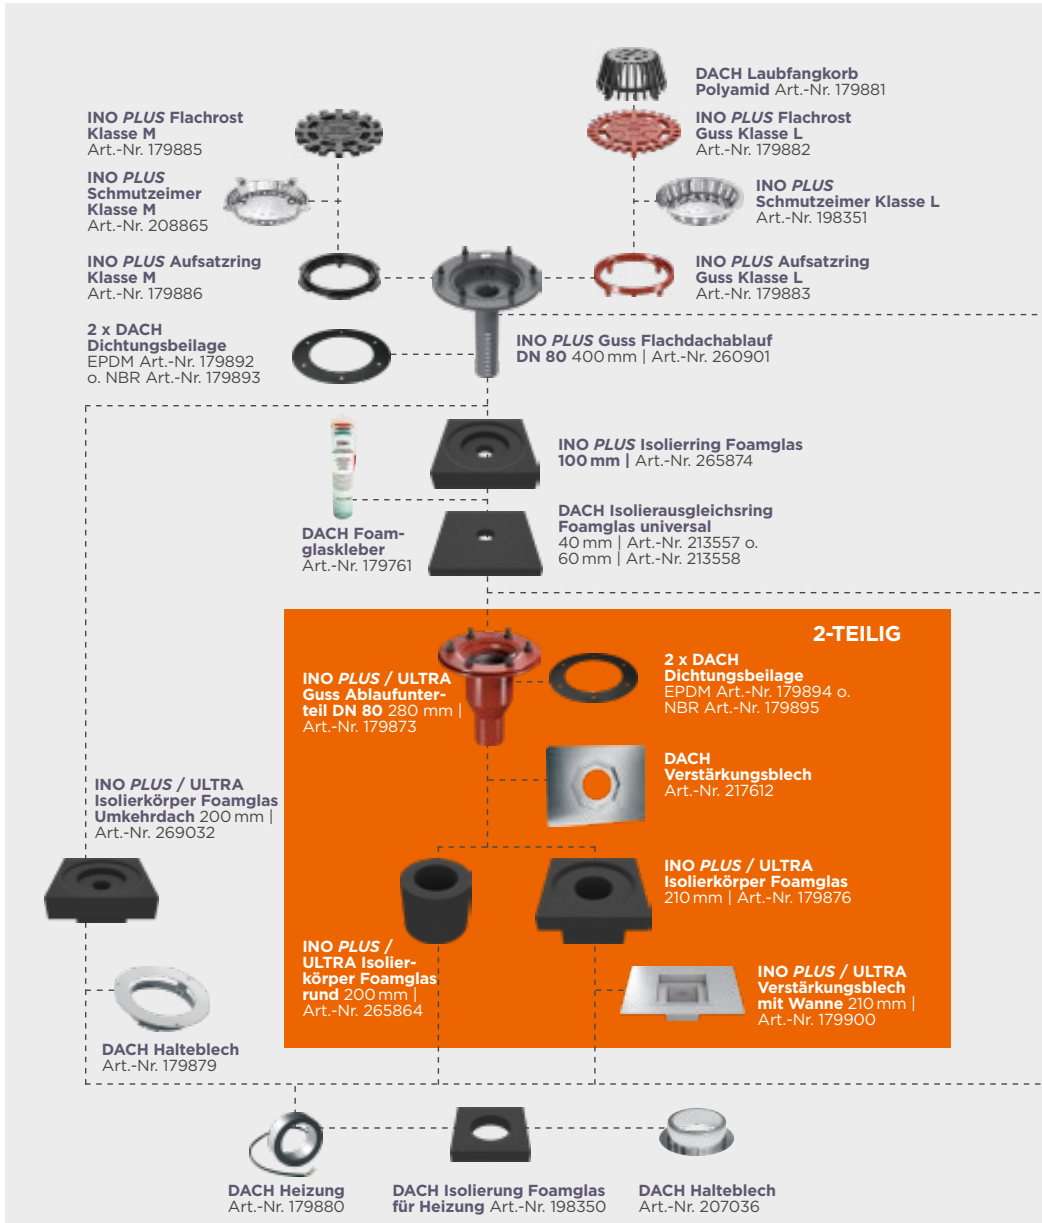 DACH Laubfangkorb
Polyamid Art.-Nr. 179881
INO PLUS Flachrost
Klasse M
Art.-Nr. 179885
INO PLUS Flachrost
Guss Klasse L
Art.-Nr. 179882
INO PLUS
Schmutzeimer
Klasse M
Art.-Nr. 208865
INO PLUS
Schmutzeimer Klasse L
Art.-Nr. 198351
INO PLUS Aufsatzring
Klasse M
Art.-Nr. 179886
INO PLUS Aufsatzring
Guss Klasse L
Art.-Nr. 179883
2 x DACH
Dichtungsbeilage
EPDM Art.-Nr. 179892
o. NBR Art.-Nr. 179893
INO PLUS Guss Flachdachablauf
DN 80 400 mm | Art.-Nr. 260901
INO PLUS Isolierring Foamglas
100 mm | Art.-Nr. 265874
DACH Foam-
glaskleber
Art.-Nr. 179761
DACH Isolierausgleichsring
Foamglas universal
40 mm | Art.-Nr. 213557 o.
60 mm | Art.-Nr. 213558
2-TEILIG
INO PLUS / ULTRA
Guss Ablaufunter-
teil DN 80 280 mm |
Art.-Nr. 179873
2 x DACH
Dichtungsbeilage
EPDM Art.-Nr. 179894 o.
NBR Art.-Nr. 179895
DACH
Verstärkungsblech
Art.-Nr. 217612
INO PLUS / ULTRA
Isolierkörper Foamglas
Umkehrdach 200 mm |
Art.-Nr. 269032
INO PLUS / ULTRA
Isolierkörper Foamglas
210 mm | Art.-Nr. 179876
INO PLUS /
ULTRA Isolier-
körper Foamglas
rund 200 mm |
Art.-Nr. 265864
INO PLUS / ULTRA
Verstärkungsblech
mit Wanne 210 mm |
Art.-Nr. 179900
DACH Halteblech
Art.-Nr. 179879
DACH Heizung
Art.-Nr. 179880
DACH Isolierung Foamglas
für Heizung Art.-Nr. 198350
DACH Halteblech
Art.-Nr. 207036